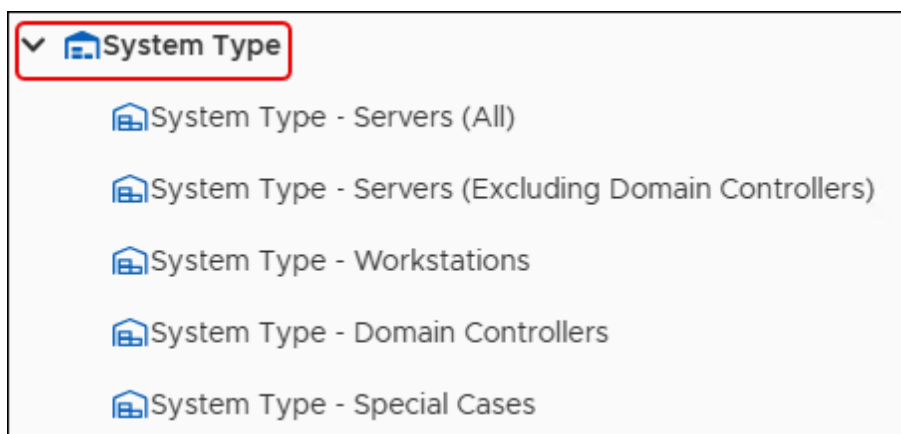 System Type
System Type - Servers (All)
System Type - Servers (Excluding Domain Controllers)
System Type - Workstations
System Type - Domain Controllers
System Type - Special Cases